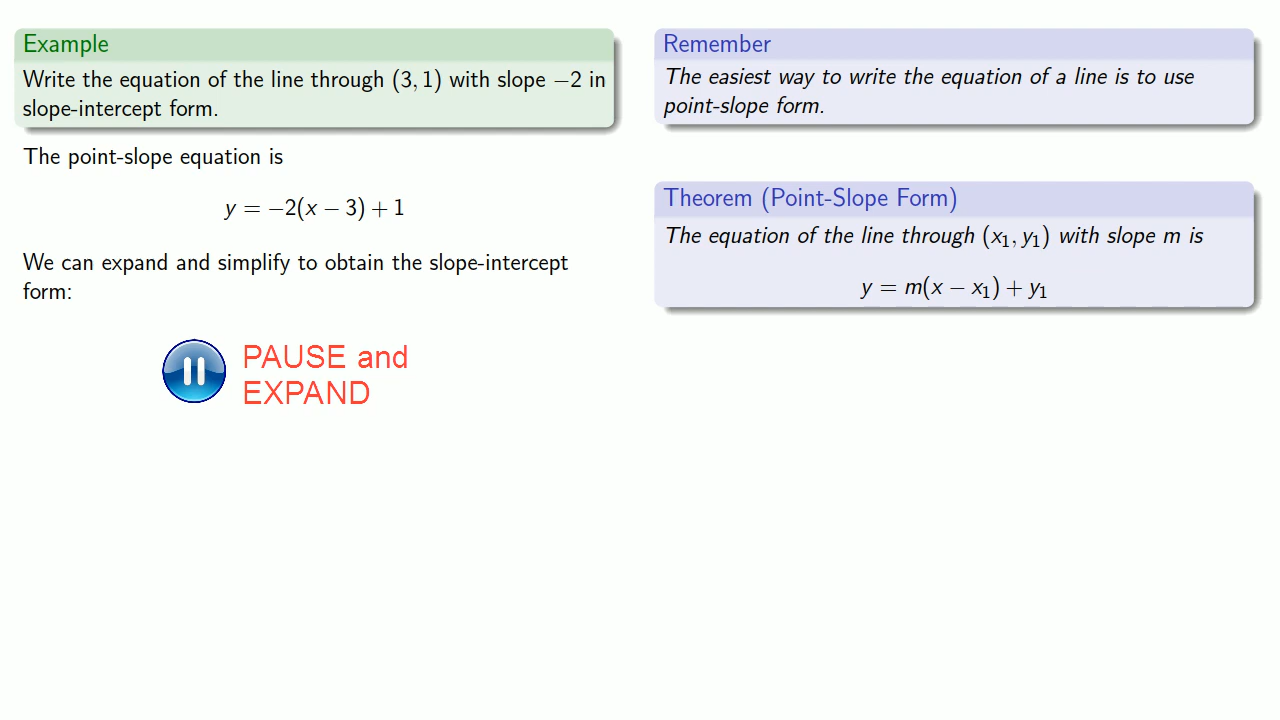 Example
Write the equation of the line through (3, 1) with slope −2 in
slope-intercept form.
The point-slope equation is
y = −2(x − 3) + 1
We can expand and simplify to obtain the slope-intercept
form:
PAUSE and
EXPAND
Remember
The easiest way to write the equation of a line is to use
point-slope form.
Theorem (Point-Slope Form)
The equation of the line through (x₁, y₁) with slope m is
y = m(x − x₁) + y₁